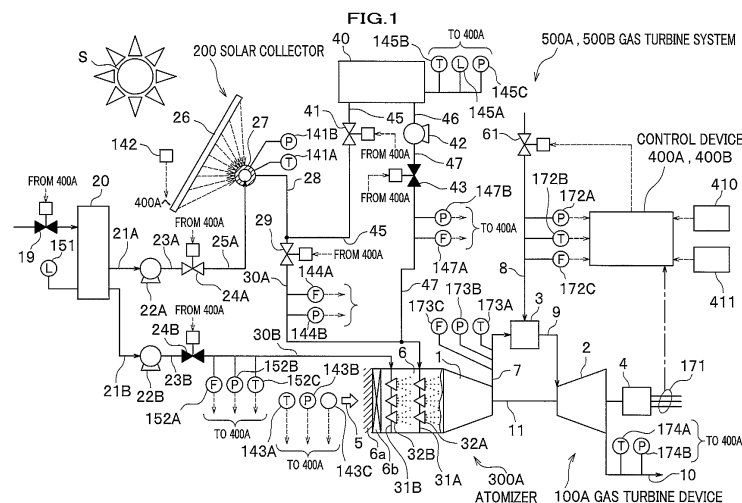 FIG.1
TO 400A
500A, 500B GAS TURBINE SYSTEM
200 SOLAR COLLECTOR
40
145B
T L P
145C
S
45
46
145A
26
27
41
61
142
P 141B
42
CONTROL DEVICE
400A, 400B
T 141A
FROM 400A
47
28
FROM 400A
43
172B
172A
400A
FROM 400A
20
FROM 400A
147B
P
410
29
P
TO 400A
T
19
151
21A
23A
25A
45
F
F
L
FROM 400A
147A
8
172C
411
30A
144A
173B
22A
24A
47
173C
173A
3
FROM 400A
F
F P T
9
24B
P
144B
30B
143B
6
1
2
4
152B
7
171
21B
22B
23B
F P T
152C
T P
152A
5
11
174A
TO 400A
143A
6a
32B
32A
T P
TO 400A
TO 400A
143C
6b
31A
300A
174B
10
31B
ATOMIZER
100A GAS TURBINE DEVICE